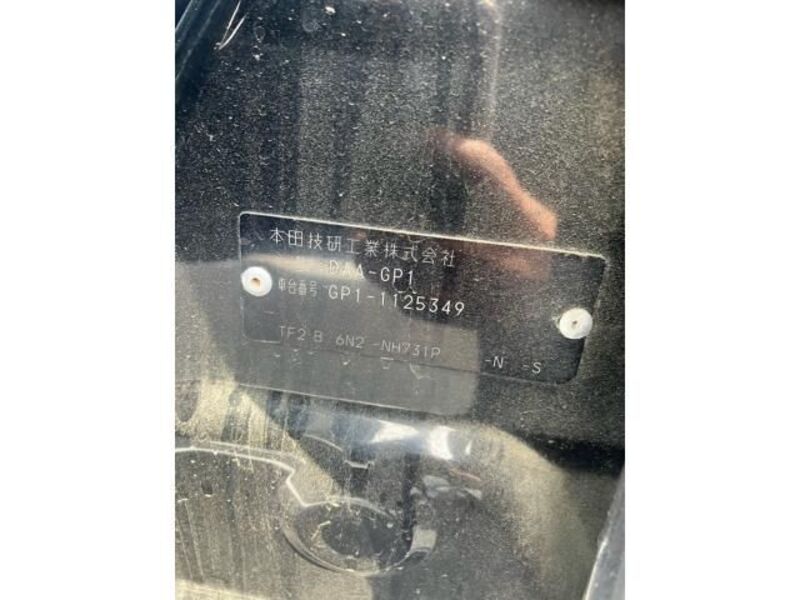 本田技研工業株式会社
DAA-GP1
車台番号 GP1-1125349
TF2 B 6N2 -NH731P -N -S